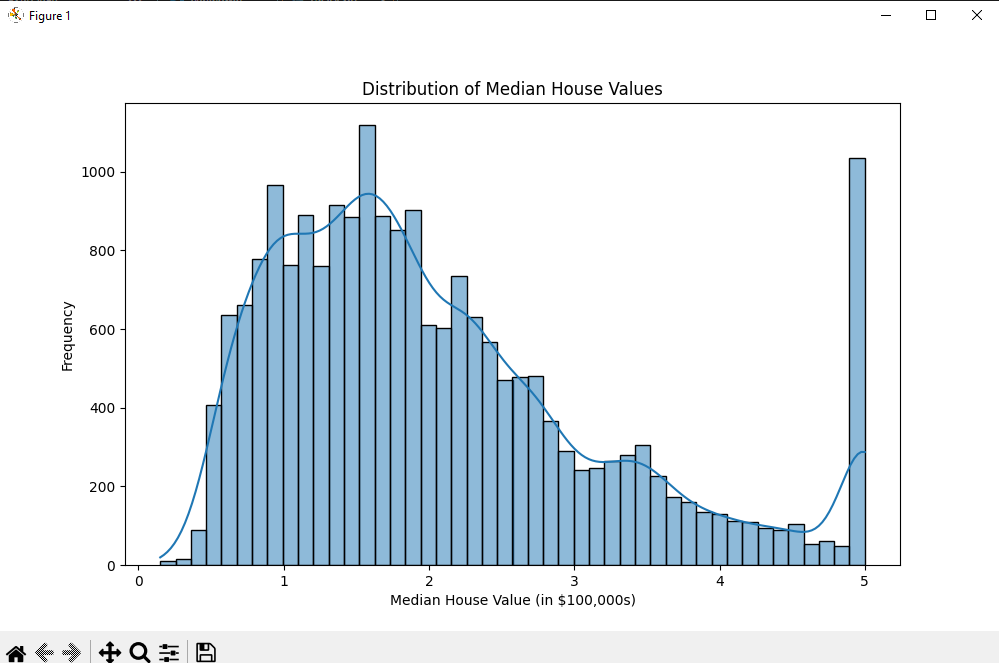 Figure 1
Distribution of Median House Values
1000
800
600
400
200
0
Frequency
0 1 2 3 4 5
Median House Value (in $100,000s)